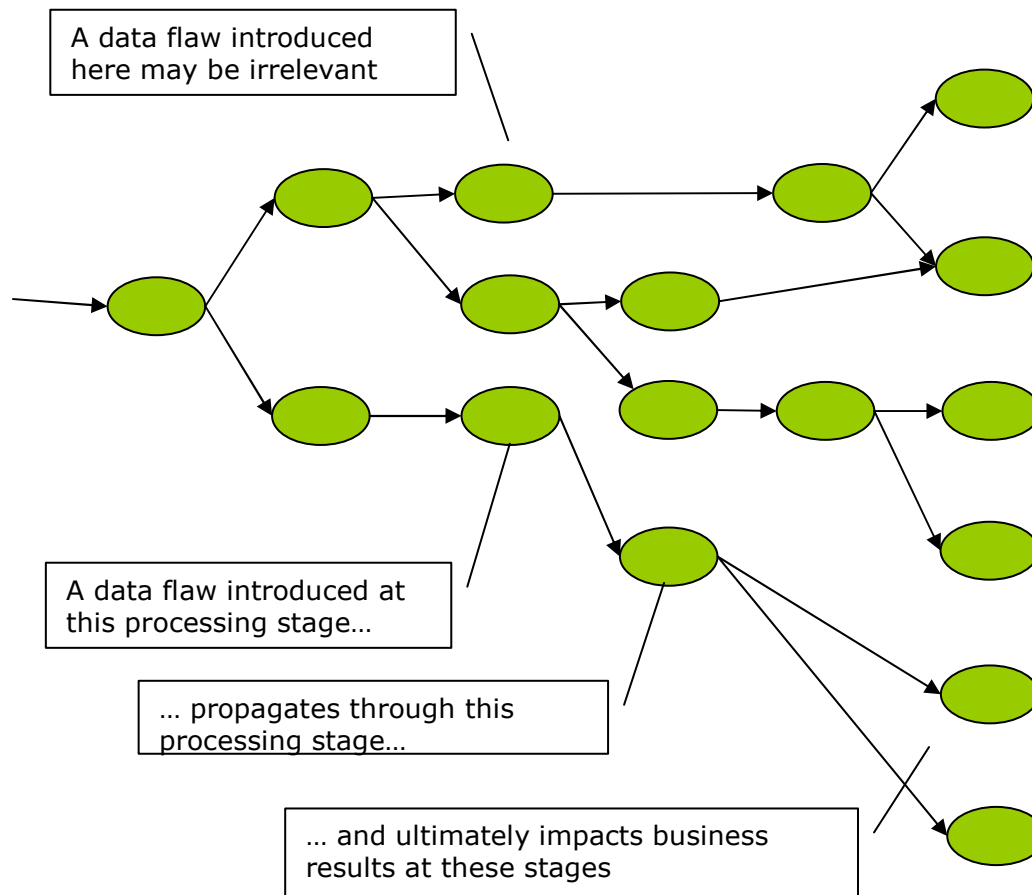 A data flaw introduced
here may be irrelevant
A data flaw introduced at
this processing stage…
… propagates through this
processing stage…
… and ultimately impacts business
results at these stages